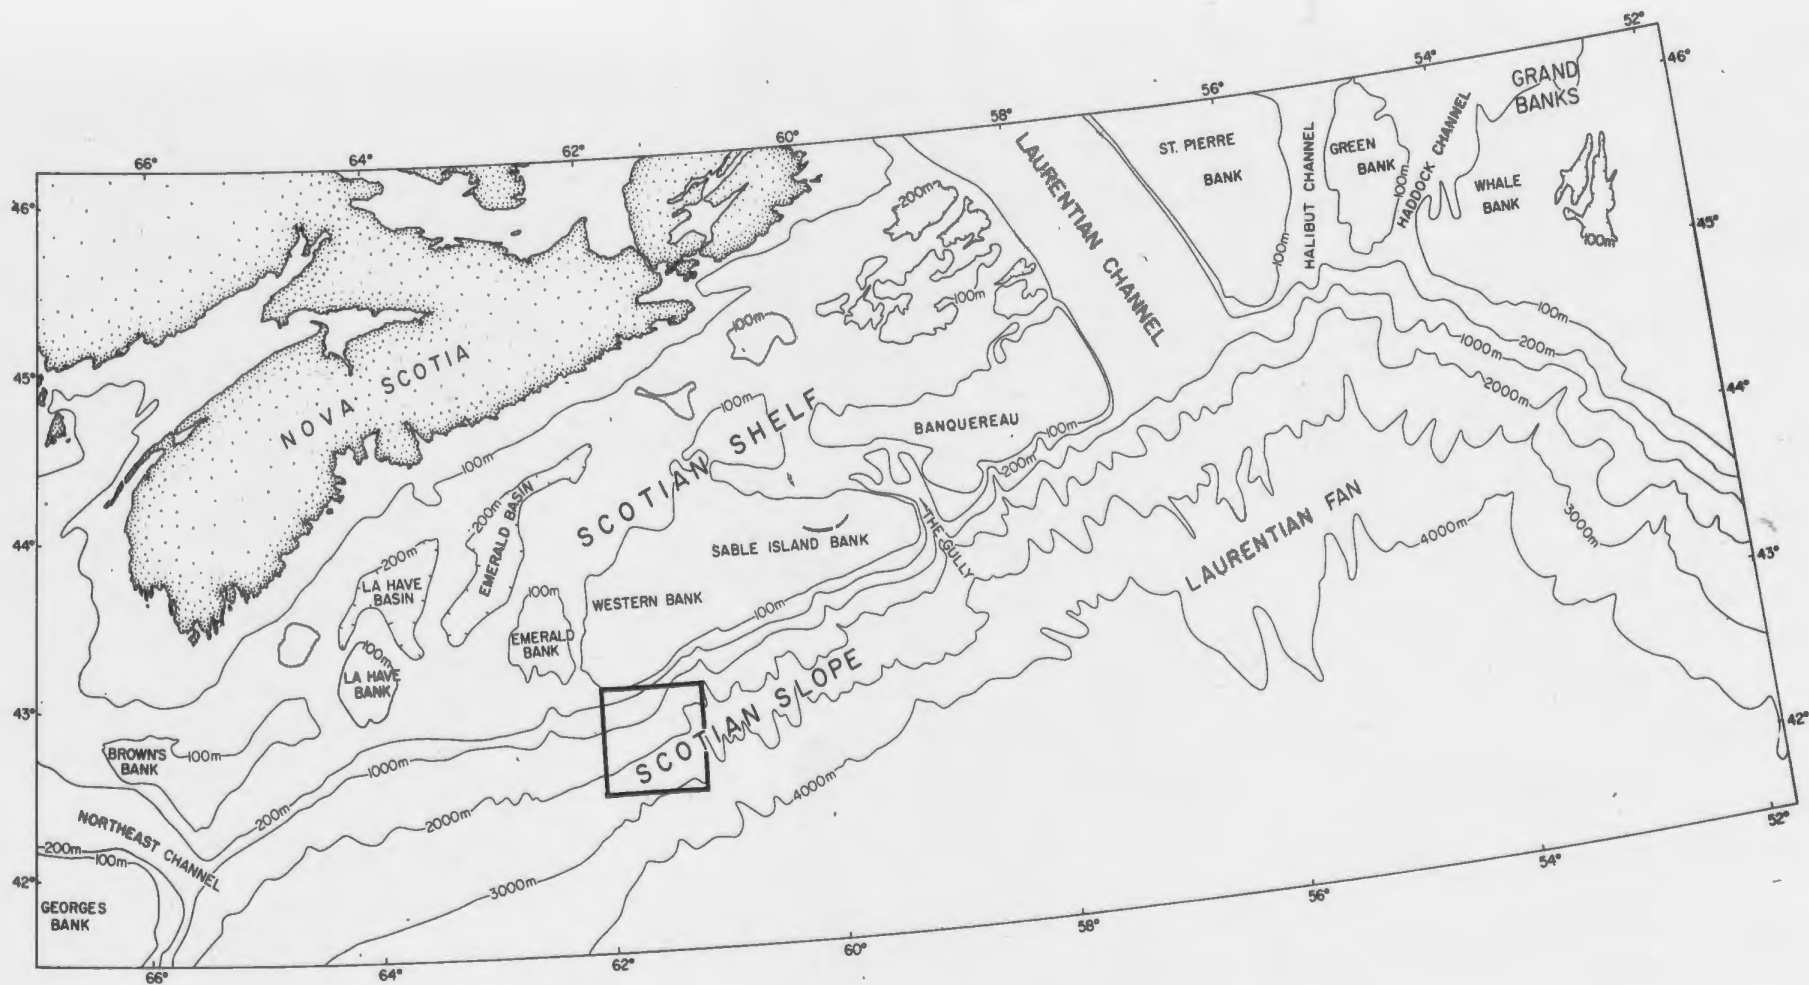 52°
54°
46°
56°
58°
60°
62°
64°
66°
GRAND
BANKS
LAURENTIAN CHANNEL
ST. PIERRE
BANK
HALIBUT CHANNEL
GREEN
BANK
100m
HADDOCK CHANNEL
WHALE
BANK
100m
45°
100m
200m
46°
100m
100m
100m
200m
1000m
2000m
44°
45°
NOVA SCOTIA
100m
SCOTIAN SHELF
BANQUEREAU
100m
200m
100m
200m
EMERALD BASIN
THE GULLY
LAURENTIAN FAN
4000m
3000m
43°
44°
200m
LA HAVE
BASIN
SABLE ISLAND BANK
100m
WESTERN BANK
100m
EMERALD
BANK
100m
LA HAVE
BANK
SCOTIAN SLOPE
43°
42°
BROWN'S
BANK
100m
1000m
200m
2000m
4000m
NORTHEAST CHANNEL
200m
100m
3000m
42°
GEORGES
BANK
66°
64°
62°
60°
58°
56°
54°
52°